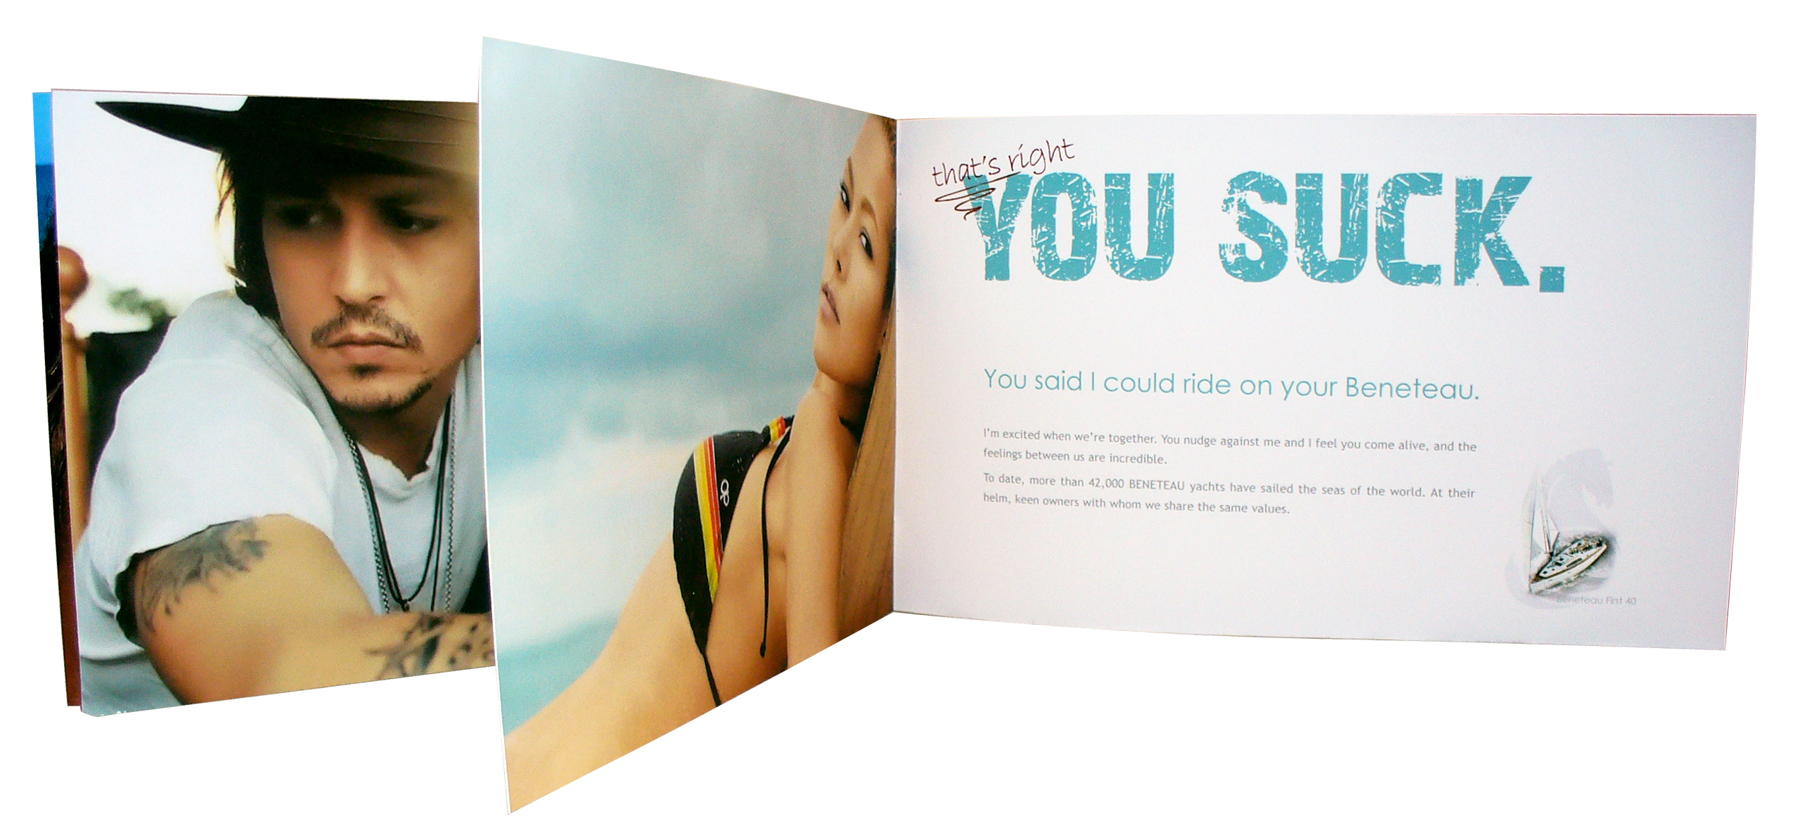 that's right
YOU SUCK.
You said I could ride on your Beneteau.
I'm excited when we're together. You nudge against me and I feel you come alive, and the
feelings between us are incredible.
To date, more than 42,000 BENETEAU yachts have sailed the seas of the world. At their
helm, keen owners with whom we share the same values.
Beneteau First 40